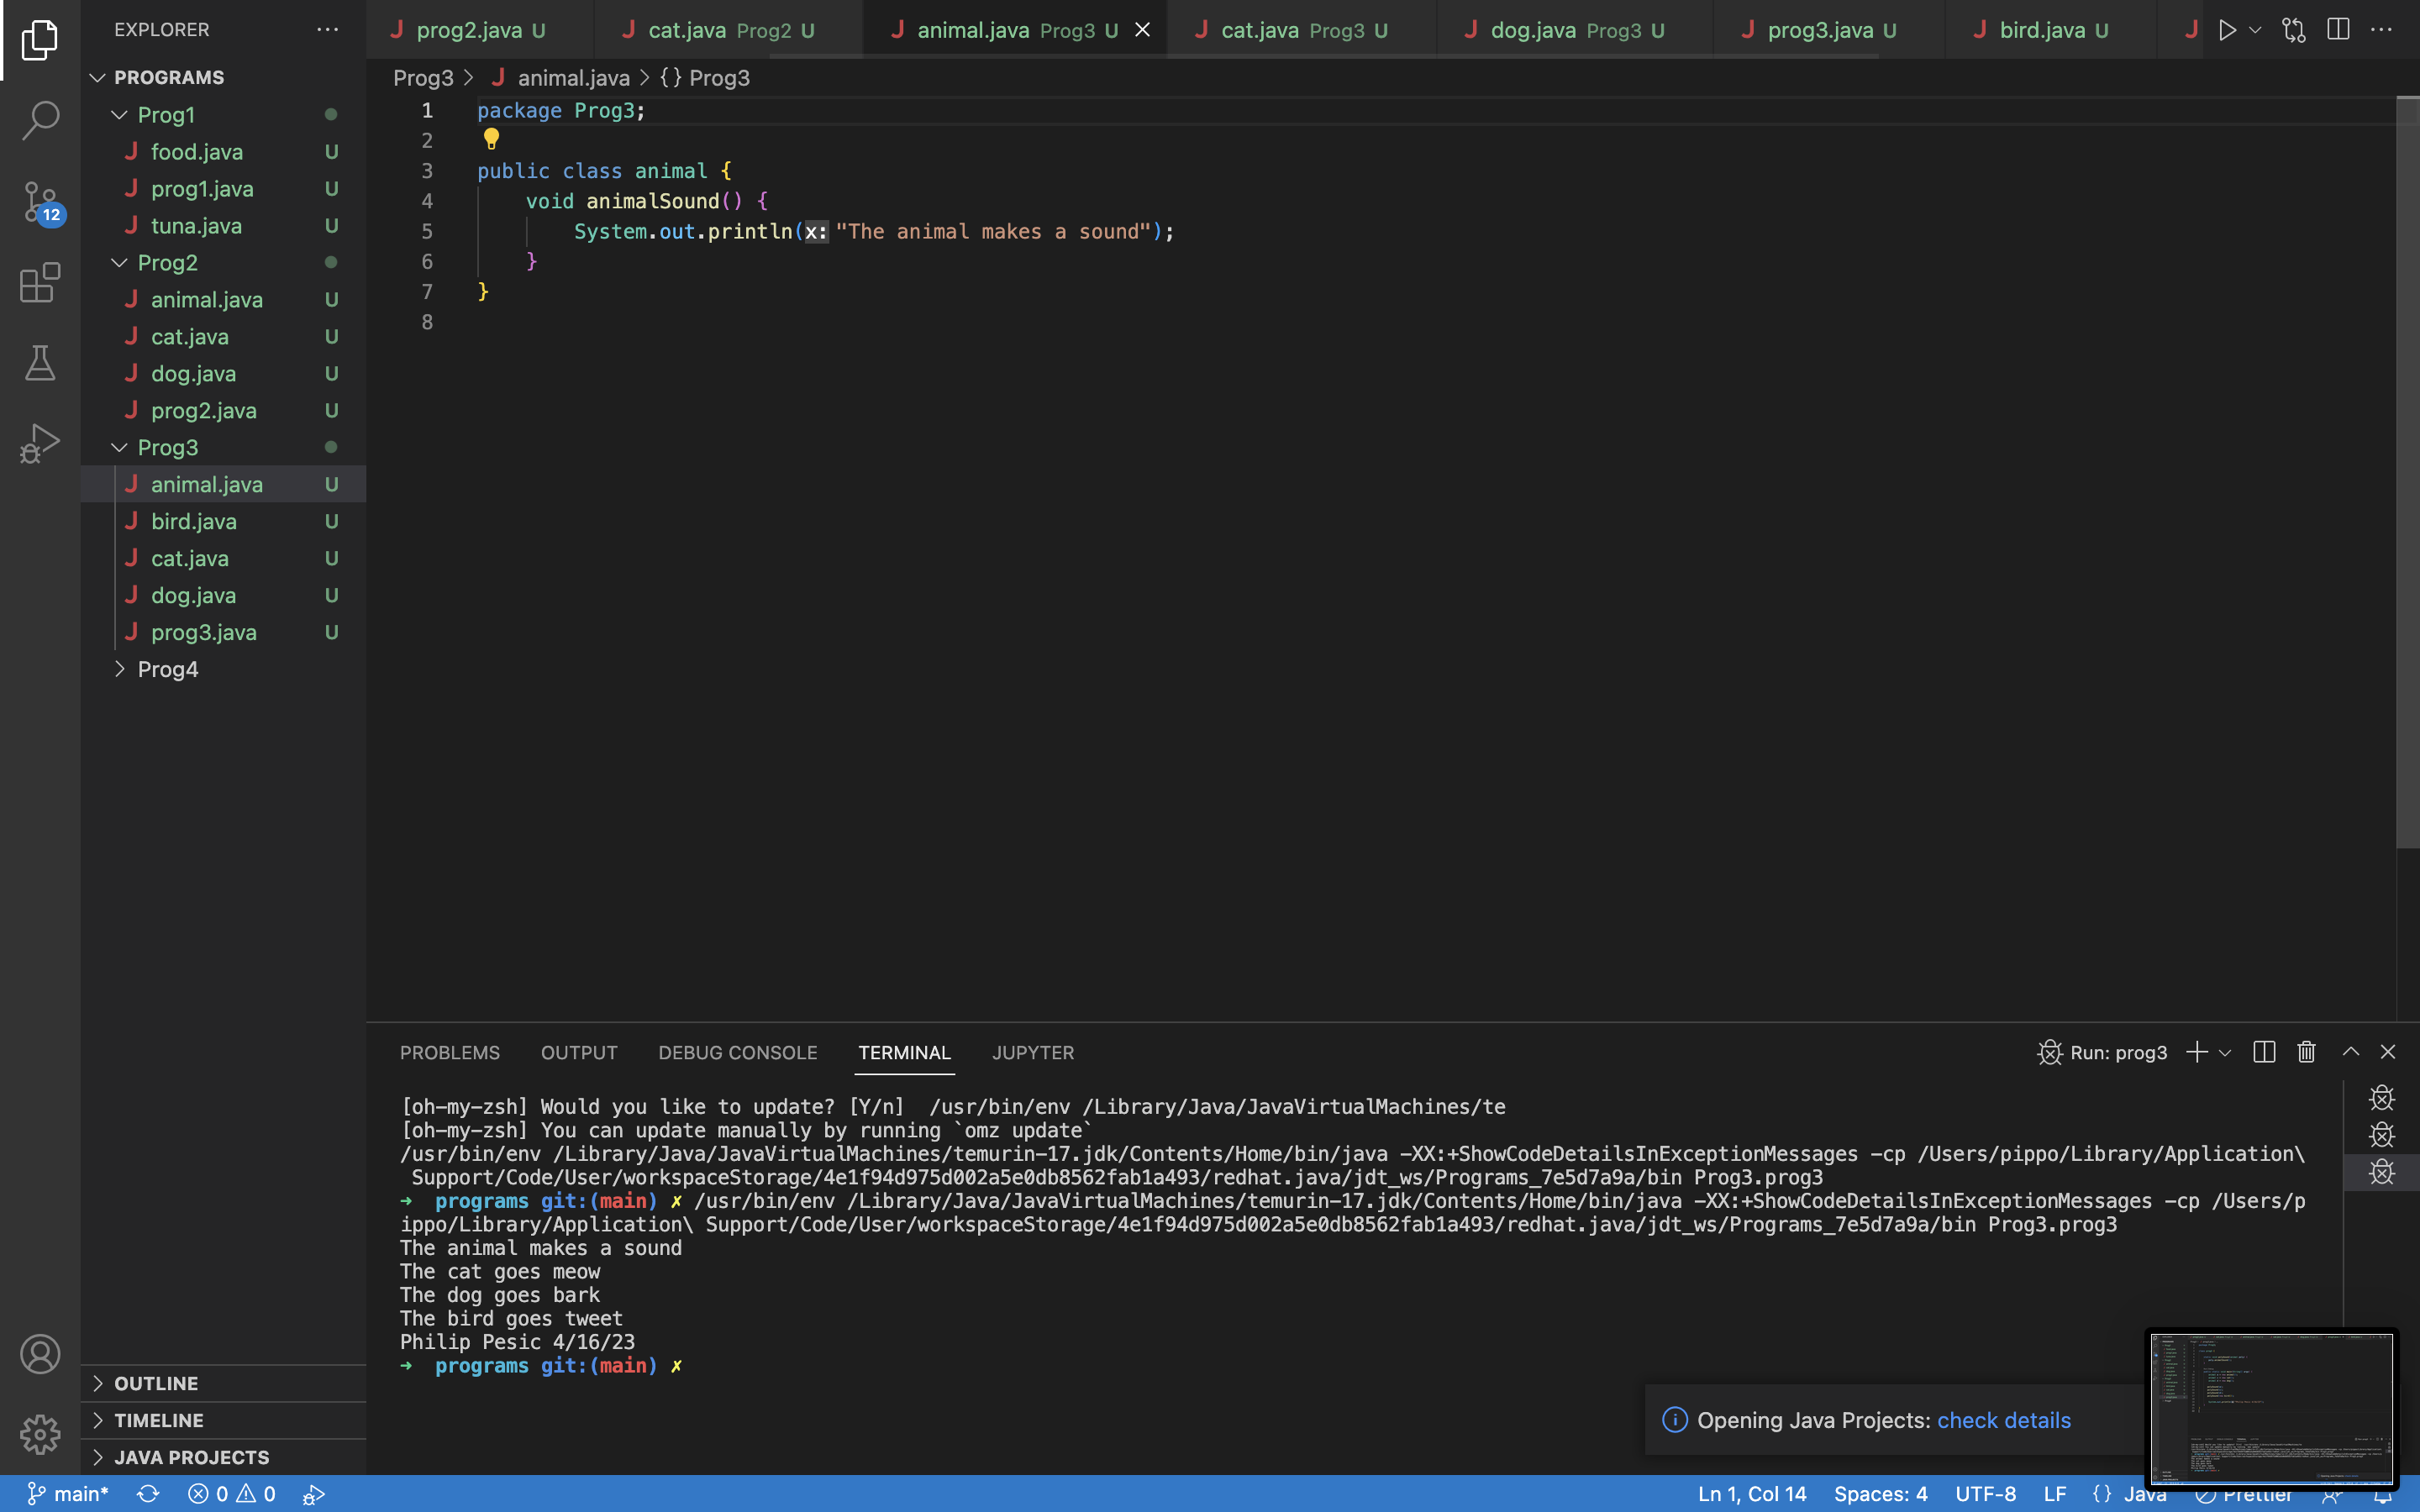 EXPLORER
PROGRAMS
Prog1
food.java U
prog1.java U
tuna.java U
Prog2
animal.java U
cat.java U
dog.java U
prog2.java U
Prog3
animal.java U
bird.java U
cat.java U
dog.java U
prog3.java U
Prog4
OUTLINE
TIMELINE
JAVA PROJECTS
12
prog2.java U cat.java Prog2 U animal.java Prog3 U cat.java Prog3 U dog.java Prog3 U prog3.java U bird.java U
Prog3 > animal.java > {} Prog3
1 package Prog3;
2
3 public class animal {
4 void animalSound() {
5 System.out.println(x: "The animal makes a sound");
6 }
7 }
8
PROBLEMS OUTPUT DEBUG CONSOLE TERMINAL JUPYTER Run: prog3
[oh-my-zsh] Would you like to update? [Y/n]  /usr/bin/env /Library/Java/JavaVirtualMachines/te
[oh-my-zsh] You can update manually by running `omz update`
/usr/bin/env /Library/Java/JavaVirtualMachines/temurin-17.jdk/Contents/Home/bin/java -XX:+ShowCodeDetailsInExceptionMessages -cp /Users/pippo/Library/Application\
Support/Code/User/workspaceStorage/4e1f94d975d002a5e0db8562fab1a493/redhat.java/jdt_ws/Programs_7e5d7a9a/bin Prog3.prog3
➜ programs git:(main) ✗ /usr/bin/env /Library/Java/JavaVirtualMachines/temurin-17.jdk/Contents/Home/bin/java -XX:+ShowCodeDetailsInExceptionMessages -cp /Users/p
ippo/Library/Application\ Support/Code/User/workspaceStorage/4e1f94d975d002a5e0db8562fab1a493/redhat.java/jdt_ws/Programs_7e5d7a9a/bin Prog3.prog3
The animal makes a sound
The cat goes meow
The dog goes bark
The bird goes tweet
Philip Pesic 4/16/23
➜ programs git:(main) ✗
Opening Java Projects: check details
main* 0 0 Ln 1, Col 14 Spaces: 4 UTF-8 LF {} Java Prettier